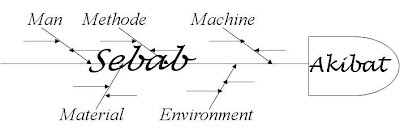 Man Methode Machine
Sebab Akibat
Material Environment